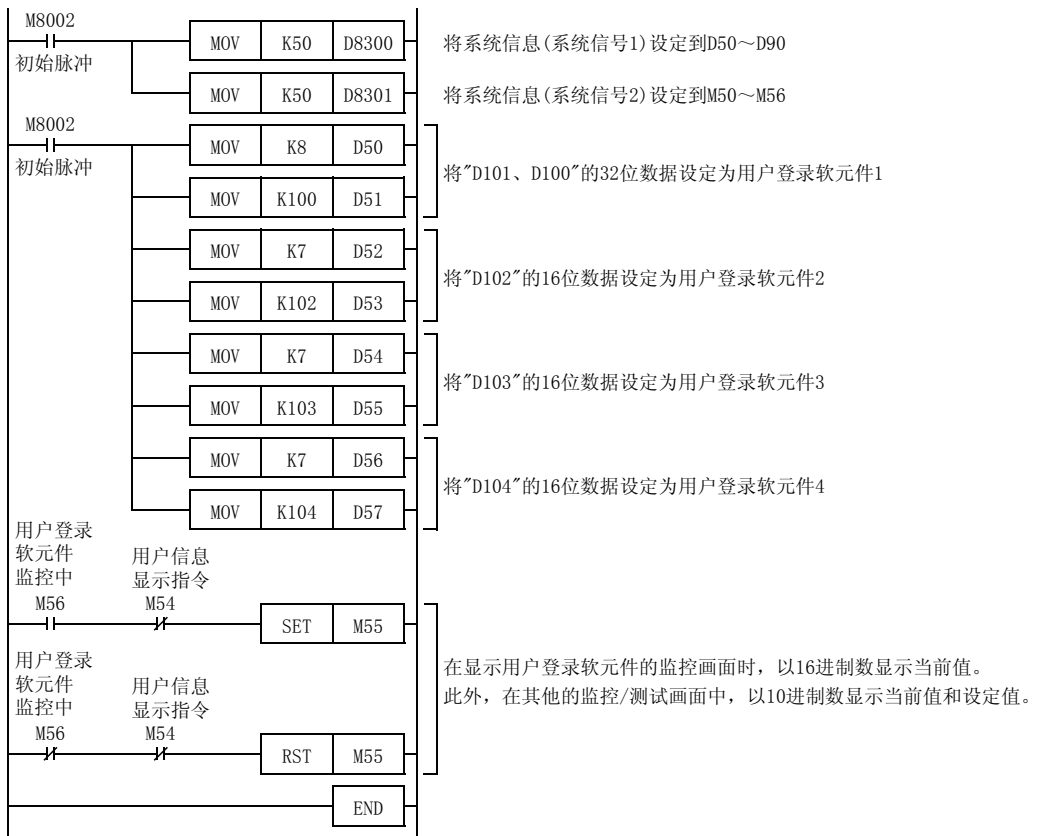 M8002
初始脉冲
MOV K50 D8300
将系统信息(系统信号1)设定到D50～D90
MOV K50 D8301
将系统信息(系统信号2)设定到M50～M56
M8002
初始脉冲
MOV K8 D50
MOV K100 D51
将"D101、D100"的32位数据设定为用户登录软元件1
MOV K7 D52
MOV K102 D53
将"D102"的16位数据设定为用户登录软元件2
MOV K7 D54
MOV K103 D55
将"D103"的16位数据设定为用户登录软元件3
MOV K7 D56
MOV K104 D57
将"D104"的16位数据设定为用户登录软元件4
用户登录
软元件
监控中
M56
用户信息
显示指令
M54
SET M55
用户登录
软元件
监控中
M56
用户信息
显示指令
M54
RST M55
在显示用户登录软元件的监控画面时，以16进制数显示当前值。
此外，在其他的监控/测试画面中，以10进制数显示当前值和设定值。
END